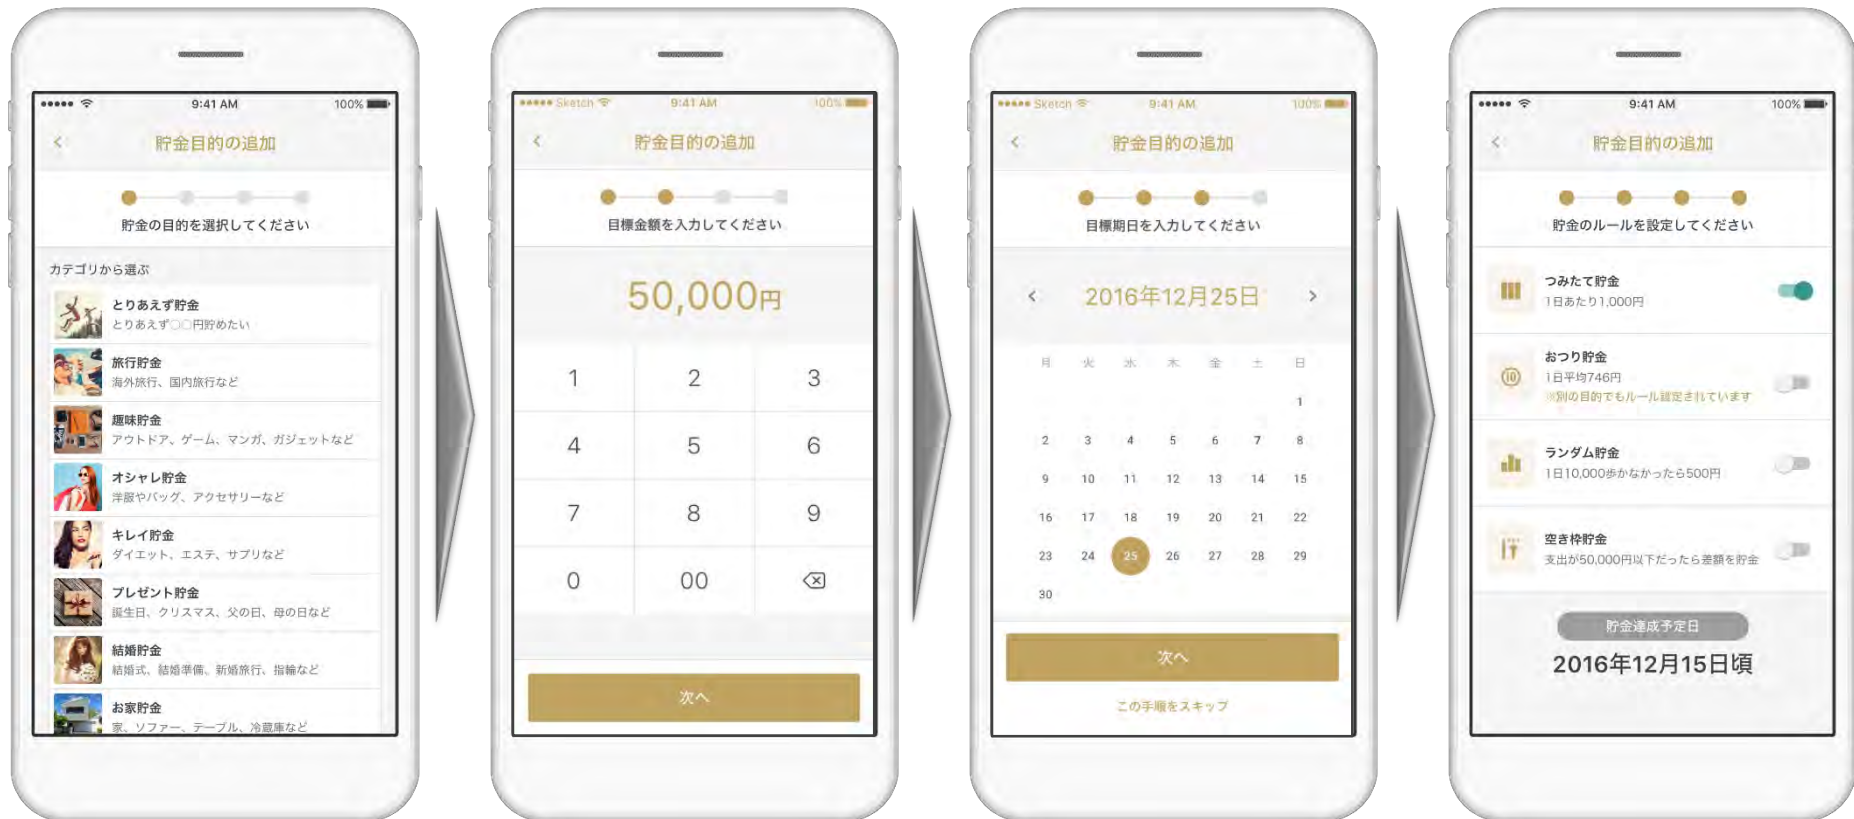 9:41 AM 100%
貯金目的の追加
貯金の目的を選択してください
カテゴリから選ぶ
とりあえず貯金
とりあえず○○円貯めたい
旅行貯金
海外旅行、国内旅行など
趣味貯金
アウトドア、ゲーム、マンガ、ガジェットなど
オシャレ貯金
洋服やバッグ、アクセサリーなど
キレイ貯金
ダイエット、エステ、サプリなど
プレゼント貯金
誕生日、クリスマス、父の日、母の日など
結婚貯金
結婚式、結婚準備、新婚旅行、指輪など
お家貯金
家、ソファー、テーブル、冷蔵庫など
Sketch 9:41 AM 100%
貯金目的の追加
目標金額を入力してください
50,000円
1 2 3
4 5 6
7 8 9
0 00
次へ
Sketch 9:41 AM 100%
貯金目的の追加
目標期日を入力してください
< 2016年12月25日 >
月 火 水 木 金 土 日
1
2 3 4 5 6 7 8
9 10 11 12 13 14 15
16 17 18 19 20 21 22
23 24 25 26 27 28 29
30
次へ
この手順をスキップ
9:41 AM 100%
貯金目的の追加
貯金のルールを設定してください
つみたて貯金
1日あたり1,000円
おつり貯金
10
1日平均746円
※別の目的でもルール設定されています
ランダム貯金
1日10,000歩かなかったら500円
空き枠貯金
支出が50,000円以下だったら差額を貯金
貯金達成予定日
2016年12月15日頃